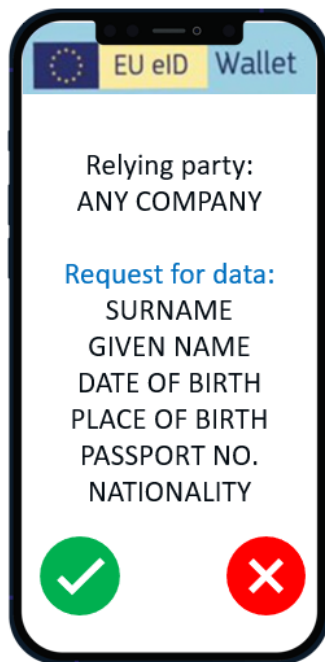 EU eID Wallet
Relying party:
ANY COMPANY
Request for data:
SURNAME
GIVEN NAME
DATE OF BIRTH
PLACE OF BIRTH
PASSPORT NO.
NATIONALITY